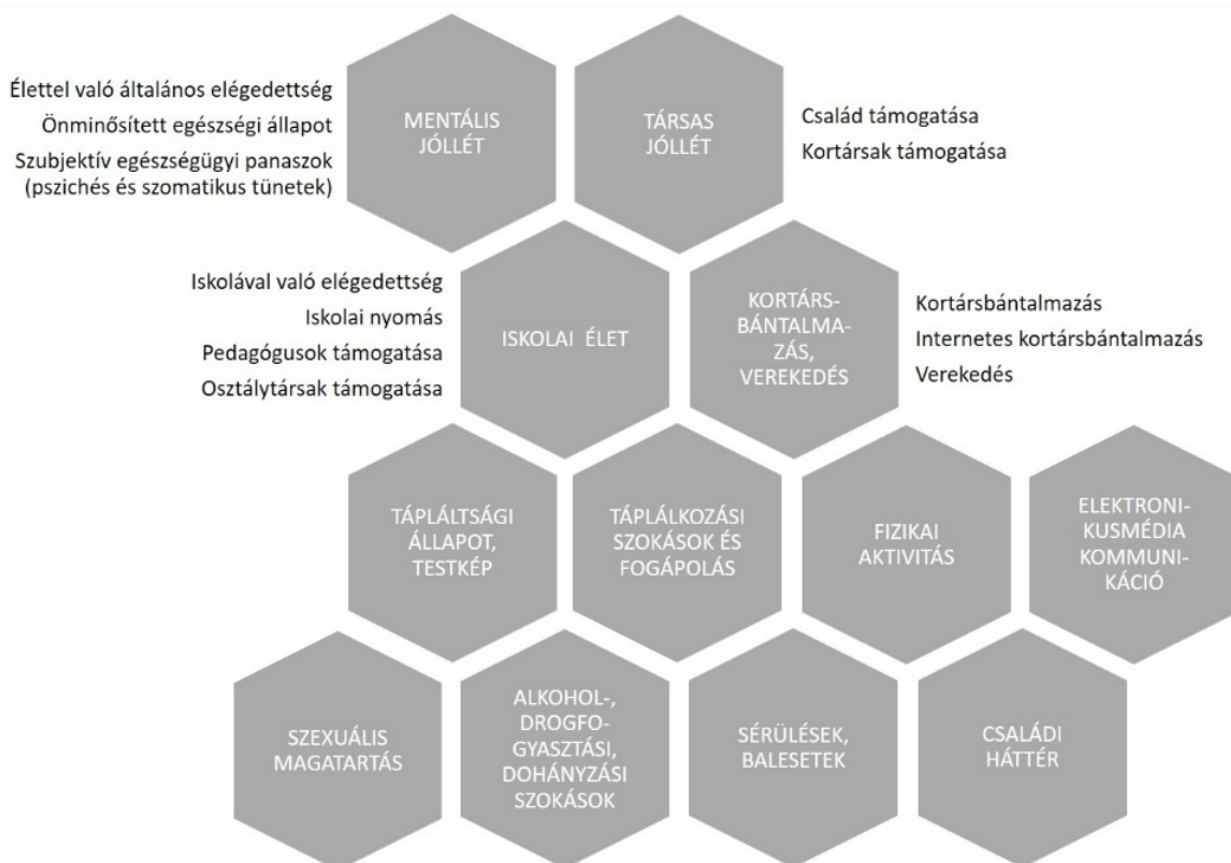 Élettel való általános elégedettség
Önminősített egészségi állapot
Szubjektív egészségügyi panaszok
(pszichés és szomatikus tünetek)
MENTÁLIS
JÓLLÉT
TÁRSAS
JÓLLÉT
Család támogatása
Kortársak támogatása
Iskolával való elégedettség
Iskolai nyomás
Pedagógusok támogatása
Osztálytársak támogatása
ISKOLAI ÉLET
KORTÁRS-
BÁNTALMA-
ZÁS,
VEREKEDÉS
Kortársbántalmazás
Internetes kortársbántalmazás
Verekedés
TÁPLÁLTSÁGI
ÁLLAPOT,
TESTKÉP
TÁPLÁLKOZÁSI
SZOKÁSOK ÉS
FOGÁPOLÁS
FIZIKAI
AKTIVITÁS
ELEKTRONI-
KUSMÉDIA
KOMMUNI-
KÁCIÓ
SZEXUÁLIS
MAGATARTÁS
ALKOHOL-,
DROGFO-
GYASZTÁSI,
DOHÁNYZÁSI
SZOKÁSOK
SÉRÜLÉSEK,
BALESETEK
CSALÁDI
HÁTTÉR